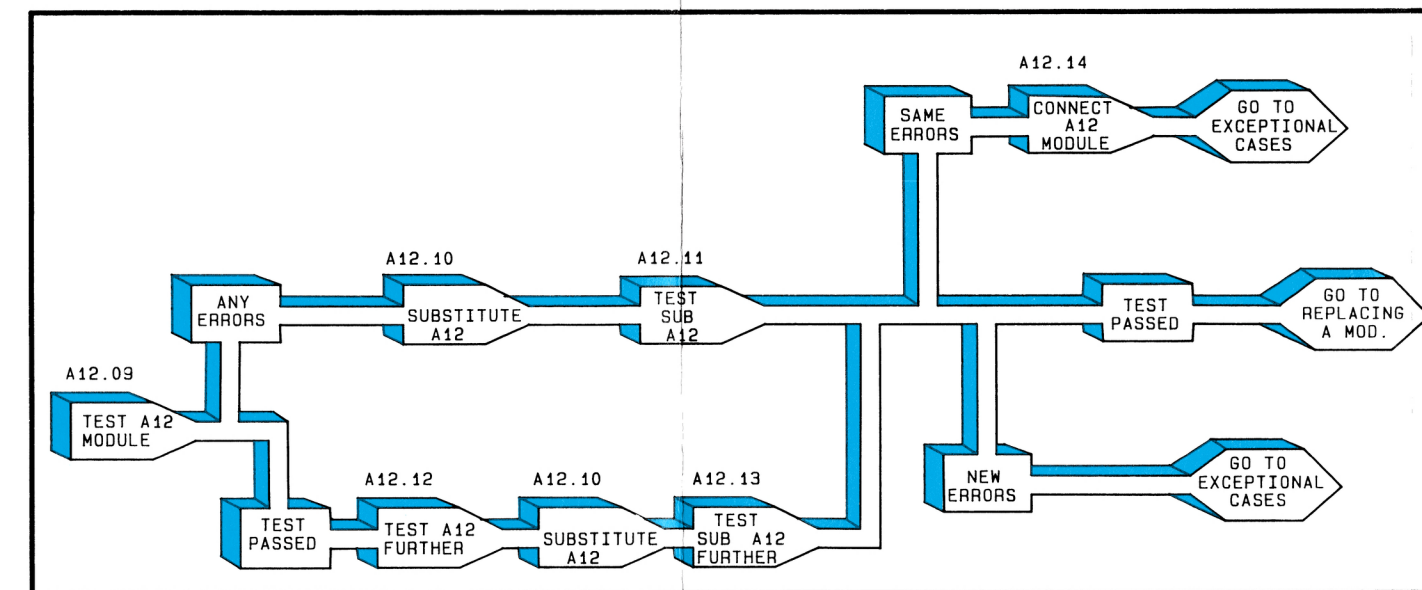 A12.14
SAME
ERRORS
CONNECT
A12
MODULE
GO TO
EXCEPTIONAL
CASES
A12.10
A12.11
ANY
ERRORS
SUBSTITUTE
A12
TEST
SUB
A12
TEST
PASSED
GO TO
REPLACING
A MOD.
A12.09
TEST A12
MODULE
A12.12
A12.10
A12.13
TEST
PASSED
TEST A12
FURTHER
SUBSTITUTE
A12
TEST
SUB A12
FURTHER
NEW
ERRORS
GO TO
EXCEPTIONAL
CASES